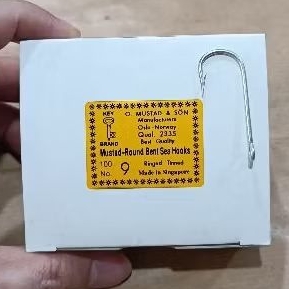 KEY
BRAND
O. MUSTAD & SÖN
Manufacturers
Oslo - Norway
Qual. 2335
Best Quality
Mustad-Round Bent Sea Hooks
100
No. 9
Ringed Tinned
Made in Singapore